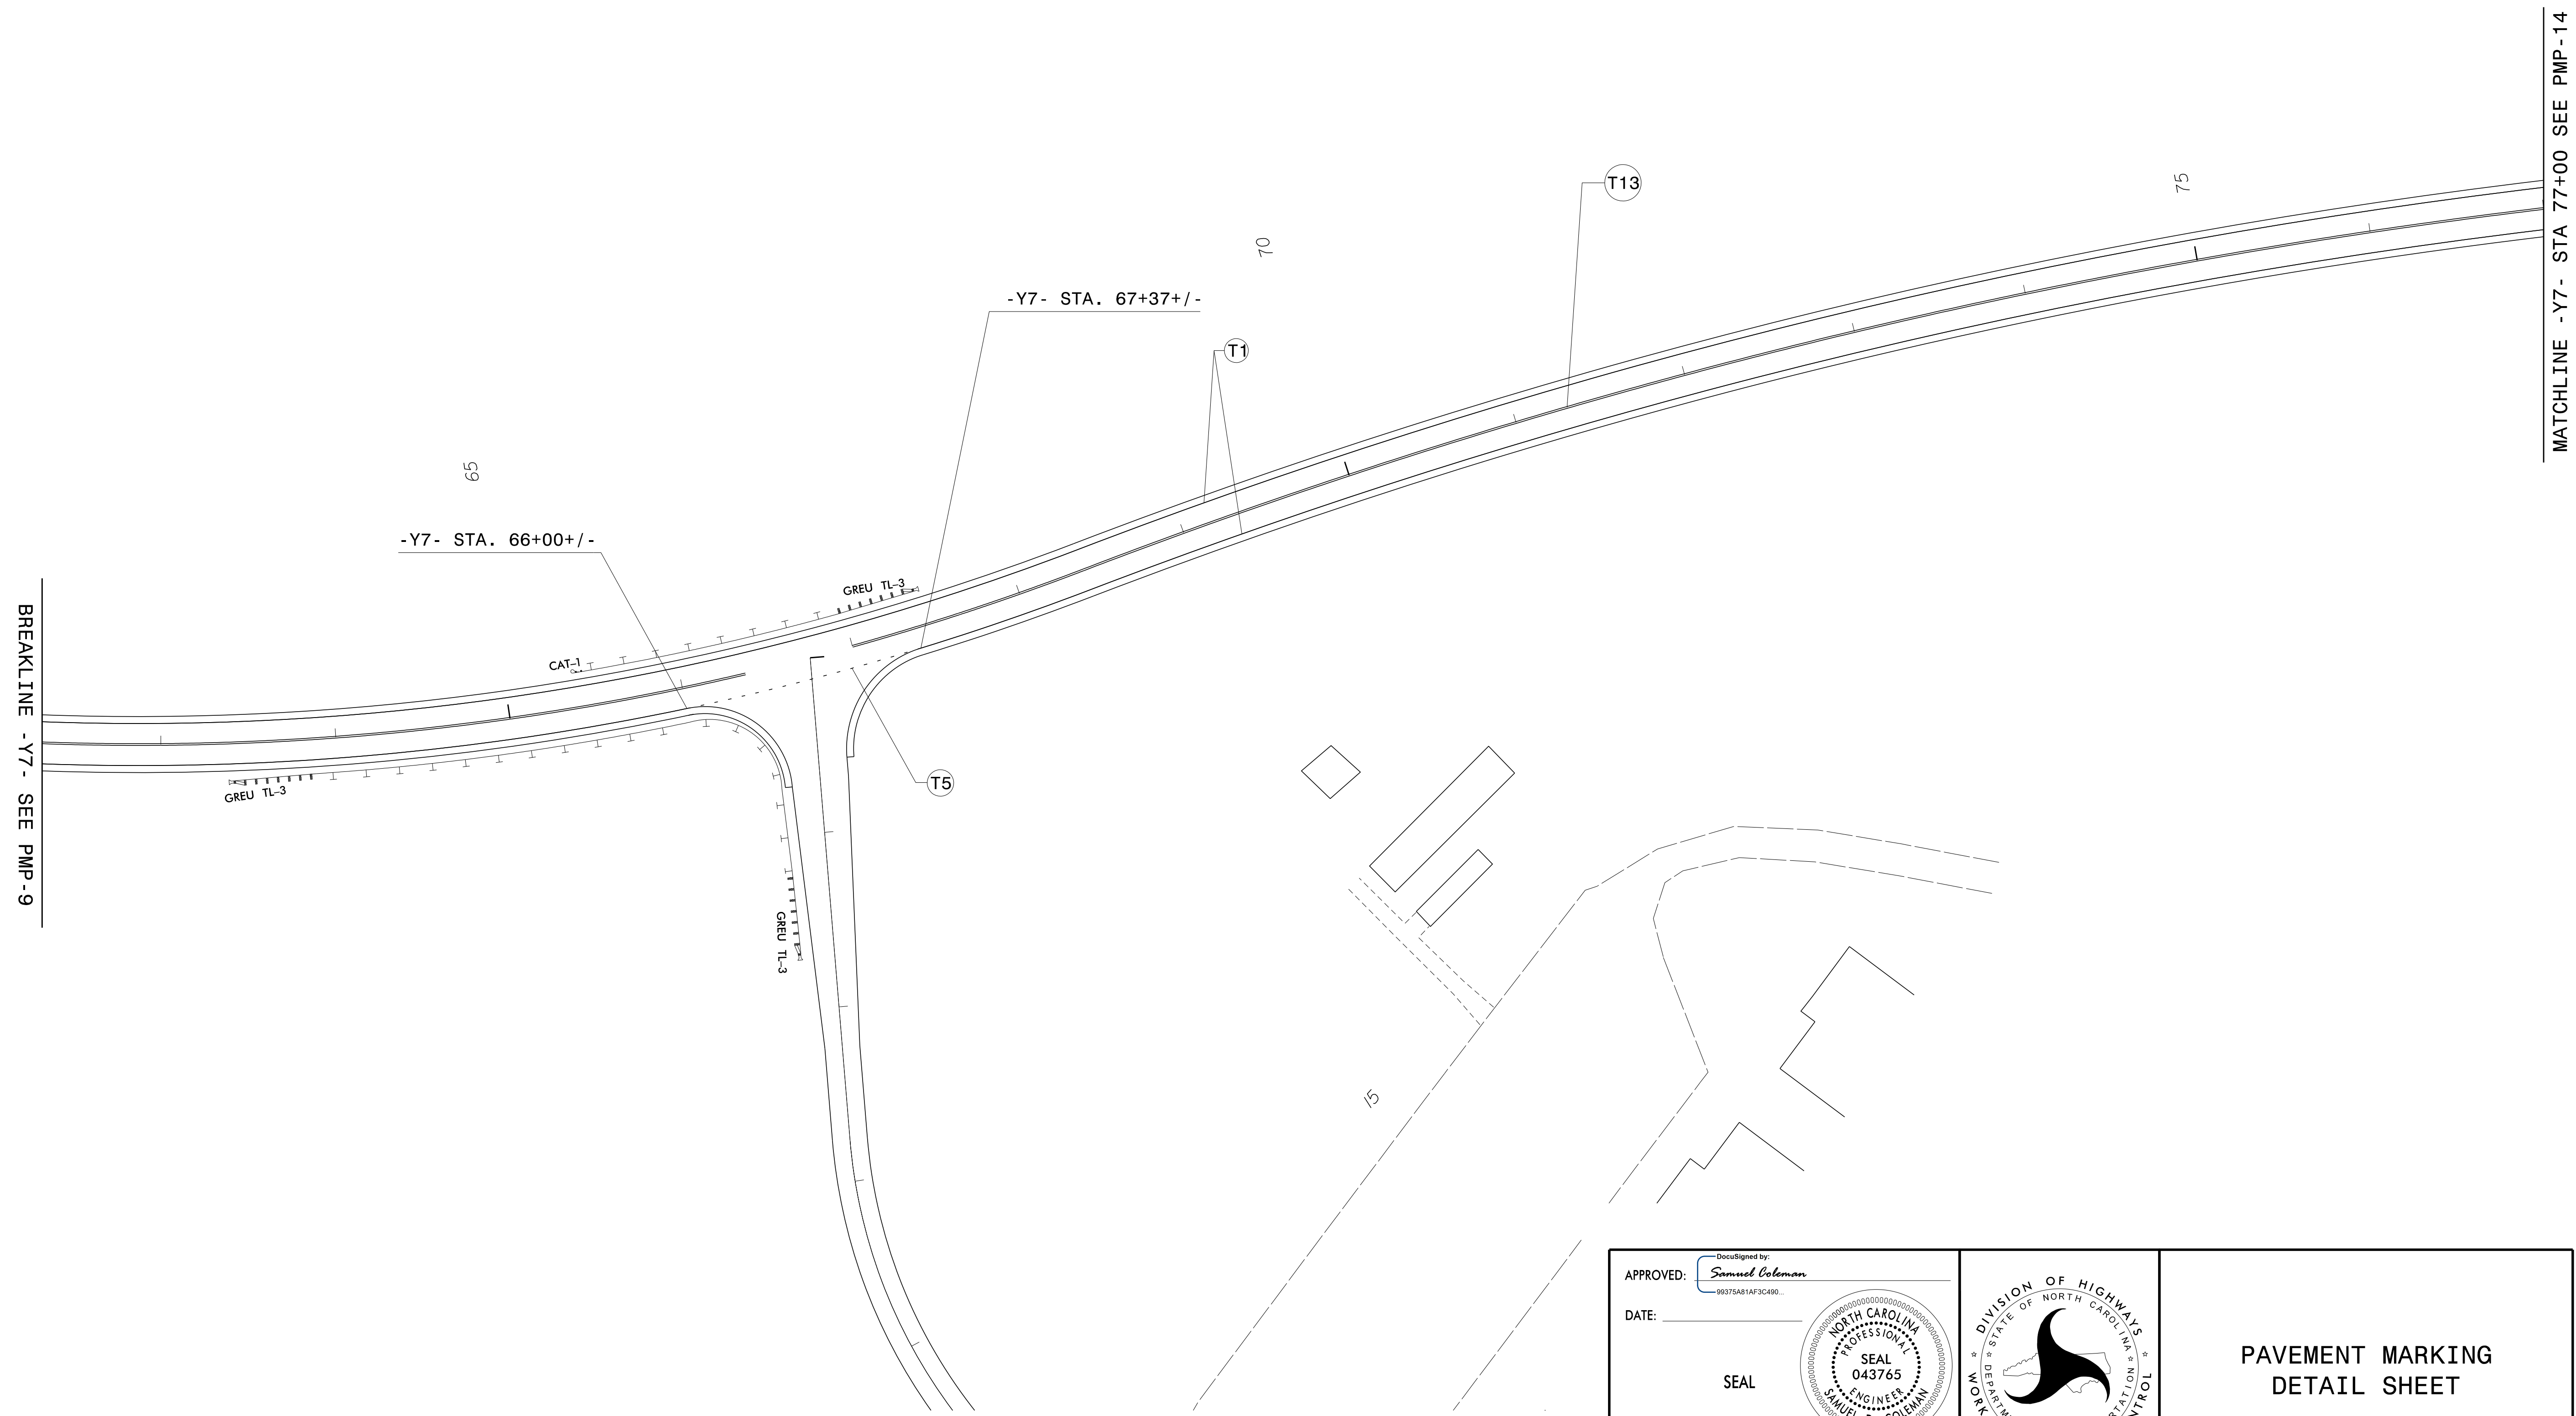 MATCHLINE -Y7- STA 77+00 SEE PMP-14
T13
75
70
-Y7- STA. 67+37+/-
T1
65
-Y7- STA. 66+00+/-
GREU TL-3
CAT-1
BREAKLINE -Y7- SEE PMP-9
GREU TL-3
T5
GREU TL-3
15
APPROVED:
DocuSigned by:
Samuel Coleman
99375A81AF3C490...
DATE:
SEAL
NORTH CAROLINA
PROFESSIONAL
SEAL
043765
ENGINEER
DIVISION OF HIGHWAYS
STATE OF NORTH CAROLINA
PAVEMENT MARKING
DETAIL SHEET